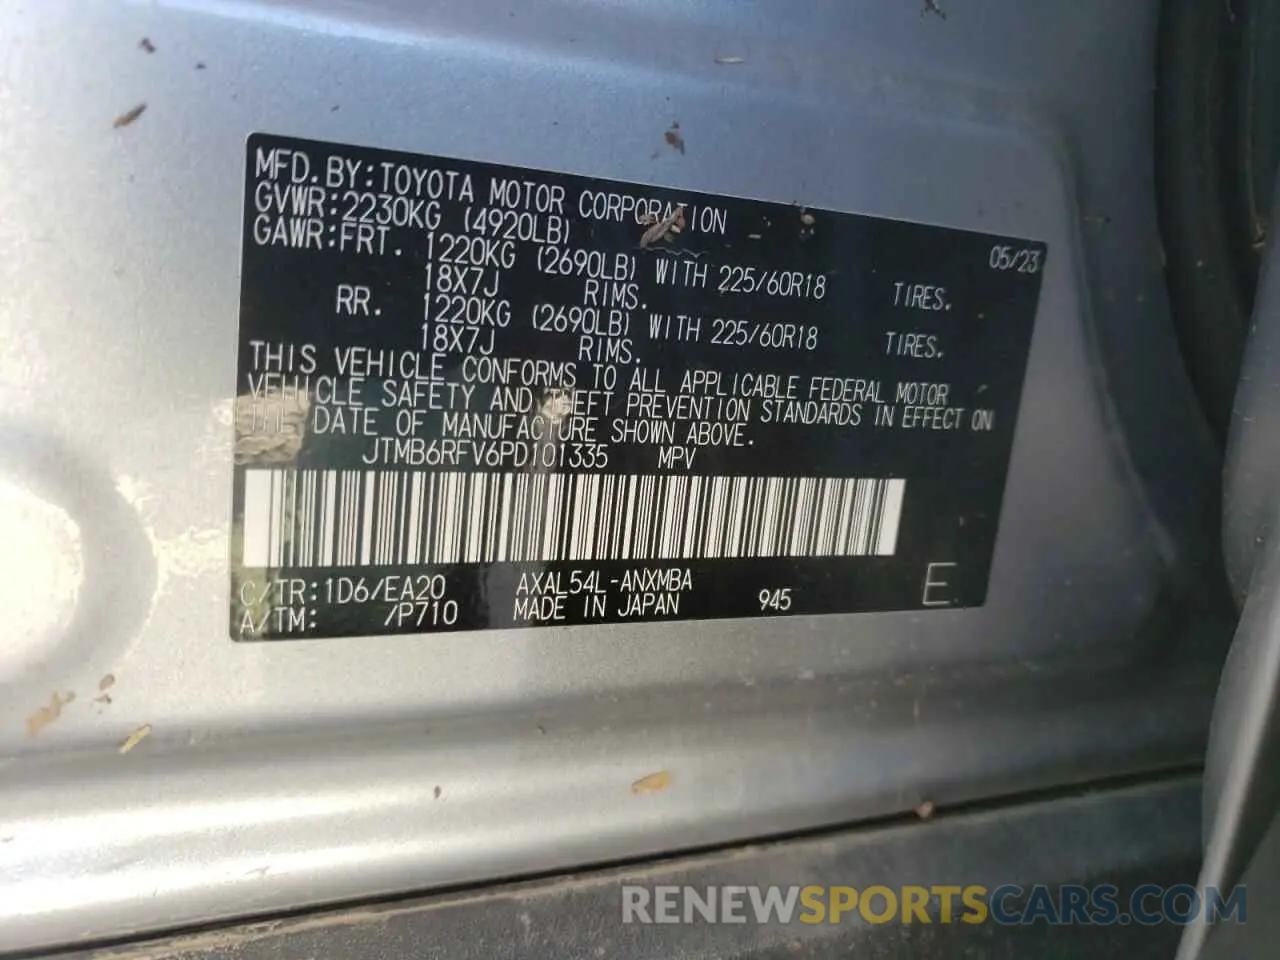 MFD.BY:TOYOTA MOTOR CORPORATION 05/23
GVWR:2230KG (4920LB)
GAWR:FRT. 1220KG (2690LB) WITH 225/60R18 TIRES.
18X7J RIMS.
RR. 1220KG (2690LB) WITH 225/60R18 TIRES.
18X7J RIMS.
THIS VEHICLE CONFORMS TO ALL APPLICABLE FEDERAL MOTOR
VEHICLE SAFETY AND THEFT PREVENTION STANDARDS IN EFFECT ON
THE DATE OF MANUFACTURE SHOWN ABOVE.
JTMB6RFV6PD101335 MPV
C/TR:1D6/EA20 AXAL54L-ANXMBA
A/TM: /P710 MADE IN JAPAN 945 E
RENEWSPORTSCARS.COM